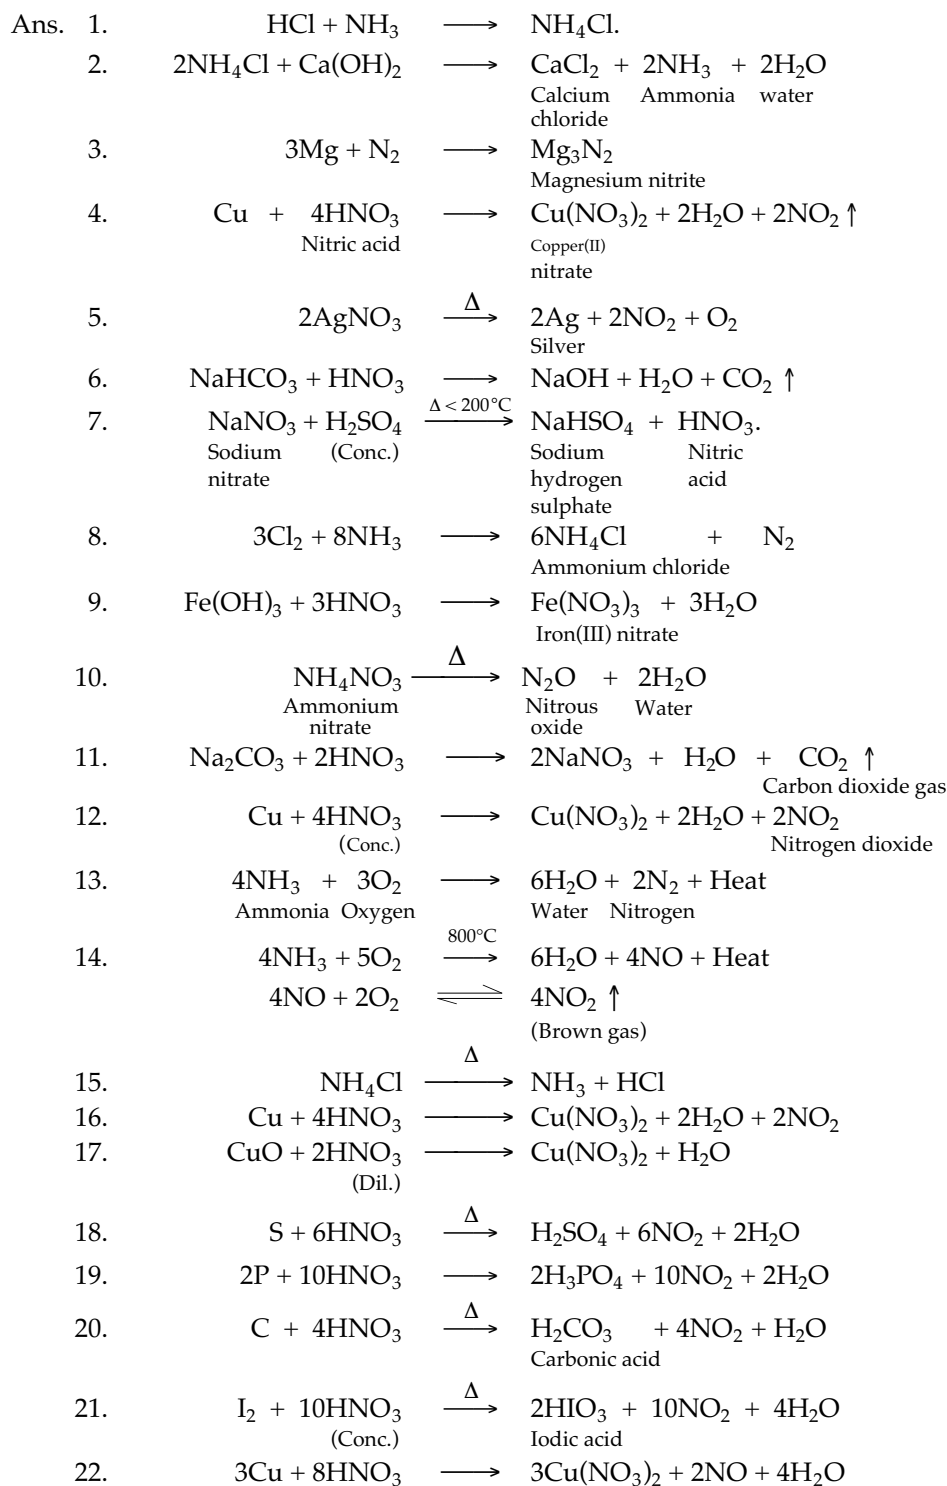 Ans. 1. HCl + NH₃ ⟶ NH₄Cl.
2. 2NH₄Cl + Ca(OH)₂ ⟶ CaCl₂ + 2NH₃ + 2H₂O
Calcium Ammonia water
chloride
3. 3Mg + N₂ ⟶ Mg₃N₂
Magnesium nitrite
4. Cu + 4HNO₃ ⟶ Cu(NO₃)₂ + 2H₂O + 2NO₂ ↑
Nitric acid Copper(II)
nitrate
Δ
5. 2AgNO₃ ⟶ 2Ag + 2NO₂ + O₂
Silver
6. NaHCO₃ + HNO₃ ⟶ NaOH + H₂O + CO₂ ↑
Δ < 200°C
7. NaNO₃ + H₂SO₄ ⟶ NaHSO₄ + HNO₃.
Sodium (Conc.) Sodium Nitric
nitrate hydrogen acid
sulphate
8. 3Cl₂ + 8NH₃ ⟶ 6NH₄Cl + N₂
Ammonium chloride
9. Fe(OH)₃ + 3HNO₃ ⟶ Fe(NO₃)₃ + 3H₂O
Iron(III) nitrate
Δ
10. NH₄NO₃ ⟶ N₂O + 2H₂O
Ammonium Nitrous Water
nitrate oxide
11. Na₂CO₃ + 2HNO₃ ⟶ 2NaNO₃ + H₂O + CO₂ ↑
Carbon dioxide gas
12. Cu + 4HNO₃ ⟶ Cu(NO₃)₂ + 2H₂O + 2NO₂
(Conc.) Nitrogen dioxide
13. 4NH₃ + 3O₂ ⟶ 6H₂O + 2N₂ + Heat
Ammonia Oxygen Water Nitrogen
800°C
14. 4NH₃ + 5O₂ ⟶ 6H₂O + 4NO + Heat
4NO + 2O₂ ⇌ 4NO₂ ↑
(Brown gas)
Δ
15. NH₄Cl ⟶ NH₃ + HCl
16. Cu + 4HNO₃ ⟶ Cu(NO₃)₂ + 2H₂O + 2NO₂
17. CuO + 2HNO₃ ⟶ Cu(NO₃)₂ + H₂O
(Dil.)
Δ
18. S + 6HNO₃ ⟶ H₂SO₄ + 6NO₂ + 2H₂O
19. 2P + 10HNO₃ ⟶ 2H₃PO₄ + 10NO₂ + 2H₂O
Δ
20. C + 4HNO₃ ⟶ H₂CO₃ + 4NO₂ + H₂O
Carbonic acid
Δ
21. I₂ + 10HNO₃ ⟶ 2HIO₃ + 10NO₂ + 4H₂O
(Conc.) Iodic acid
22. 3Cu + 8HNO₃ ⟶ 3Cu(NO₃)₂ + 2NO + 4H₂O